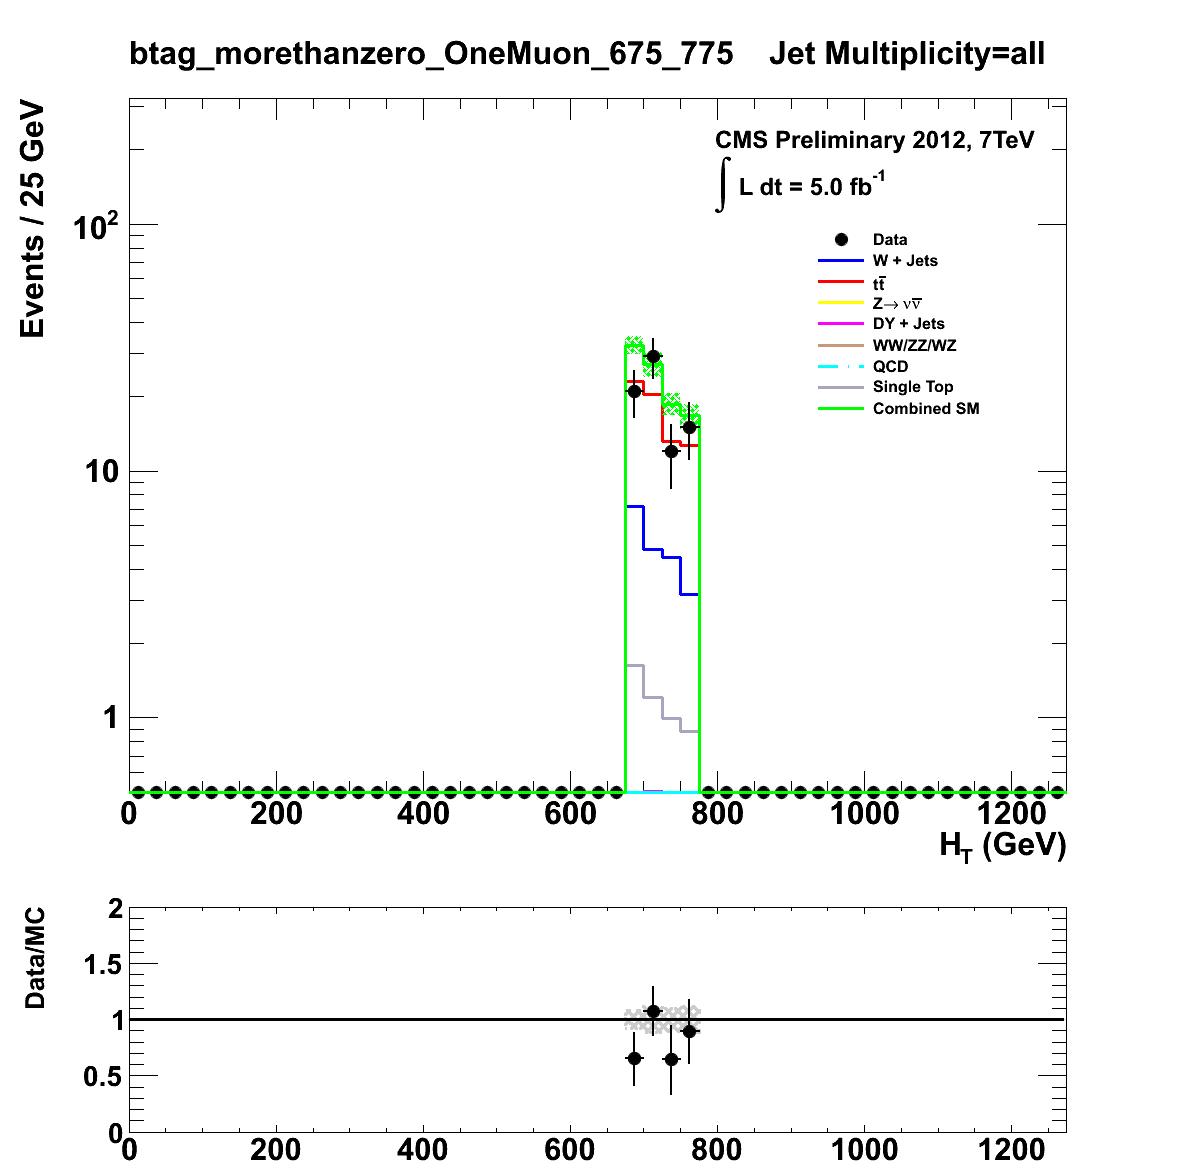 btag_morethanzero_OneMuon_675_775 Jet Multiplicity=all
Events / 25 GeV
CMS Preliminary 2012, 7TeV
∫ L dt = 5.0 fb⁻¹
Data
W + Jets
tt̅
Z→ νν̅
DY + Jets
WW/ZZ/WZ
QCD
Single Top
Combined SM
10²
10
1
0 200 400 600 800 1000 1200
H_T (GeV)
Data/MC
2
1.5
1
0.5
0
0 200 400 600 800 1000 1200